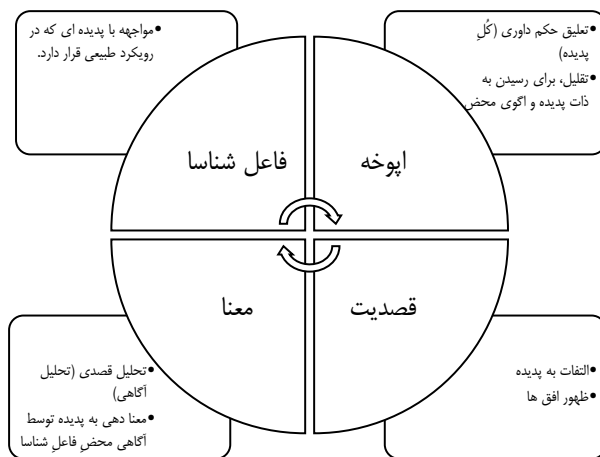 •تعلیق حکم داوری (کُلِ
پدیده)
•تقلیل، برای رسیدن به
ذات پدیده و اگوی محض
•مواجهه با پدیده ای که در
رویکرد طبیعی قرار دارد.
اپوخه
فاعل شناسا
قصدیت
معنا
•التفات به پدیده
•ظهور افق ها
•تحلیل قصدی (تحلیل
آگاهی)
•معنا دهی به پدیده توسط
آگاهی محضِ فاعلِ شناسا